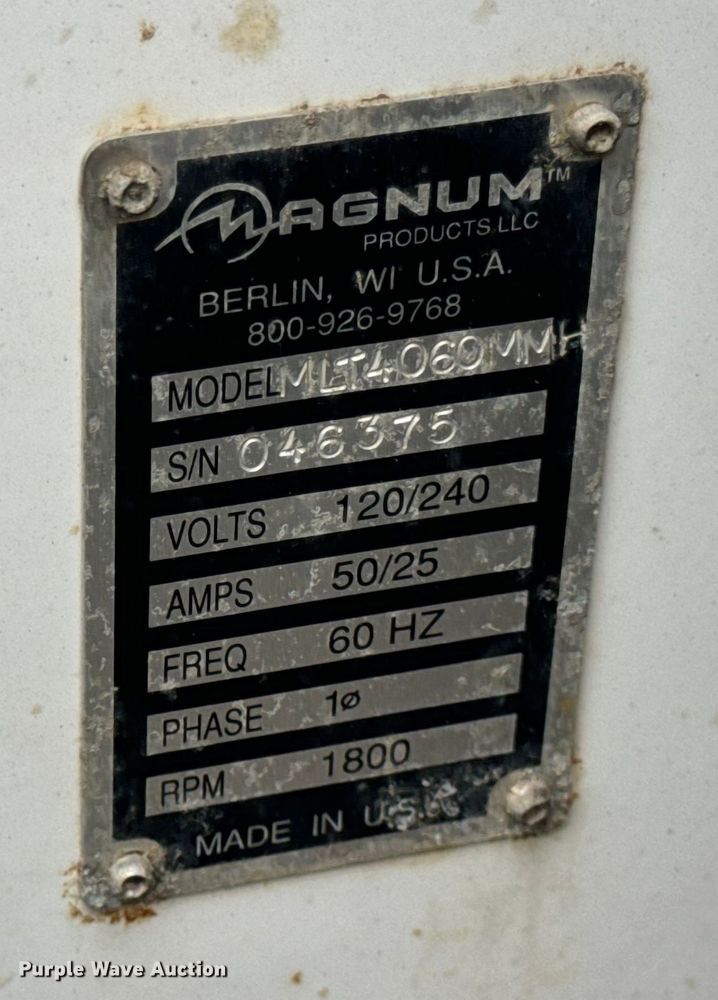 MAGNUM™
PRODUCTS LLC
BERLIN, WI U.S.A.
800-926-9768
MODEL MLT4060MMH
S/N 046375
VOLTS 120/240
AMPS 50/25
FREQ 60 HZ
PHASE 1ø
RPM 1800
MADE IN U.S.A.
Purple Wave Auction